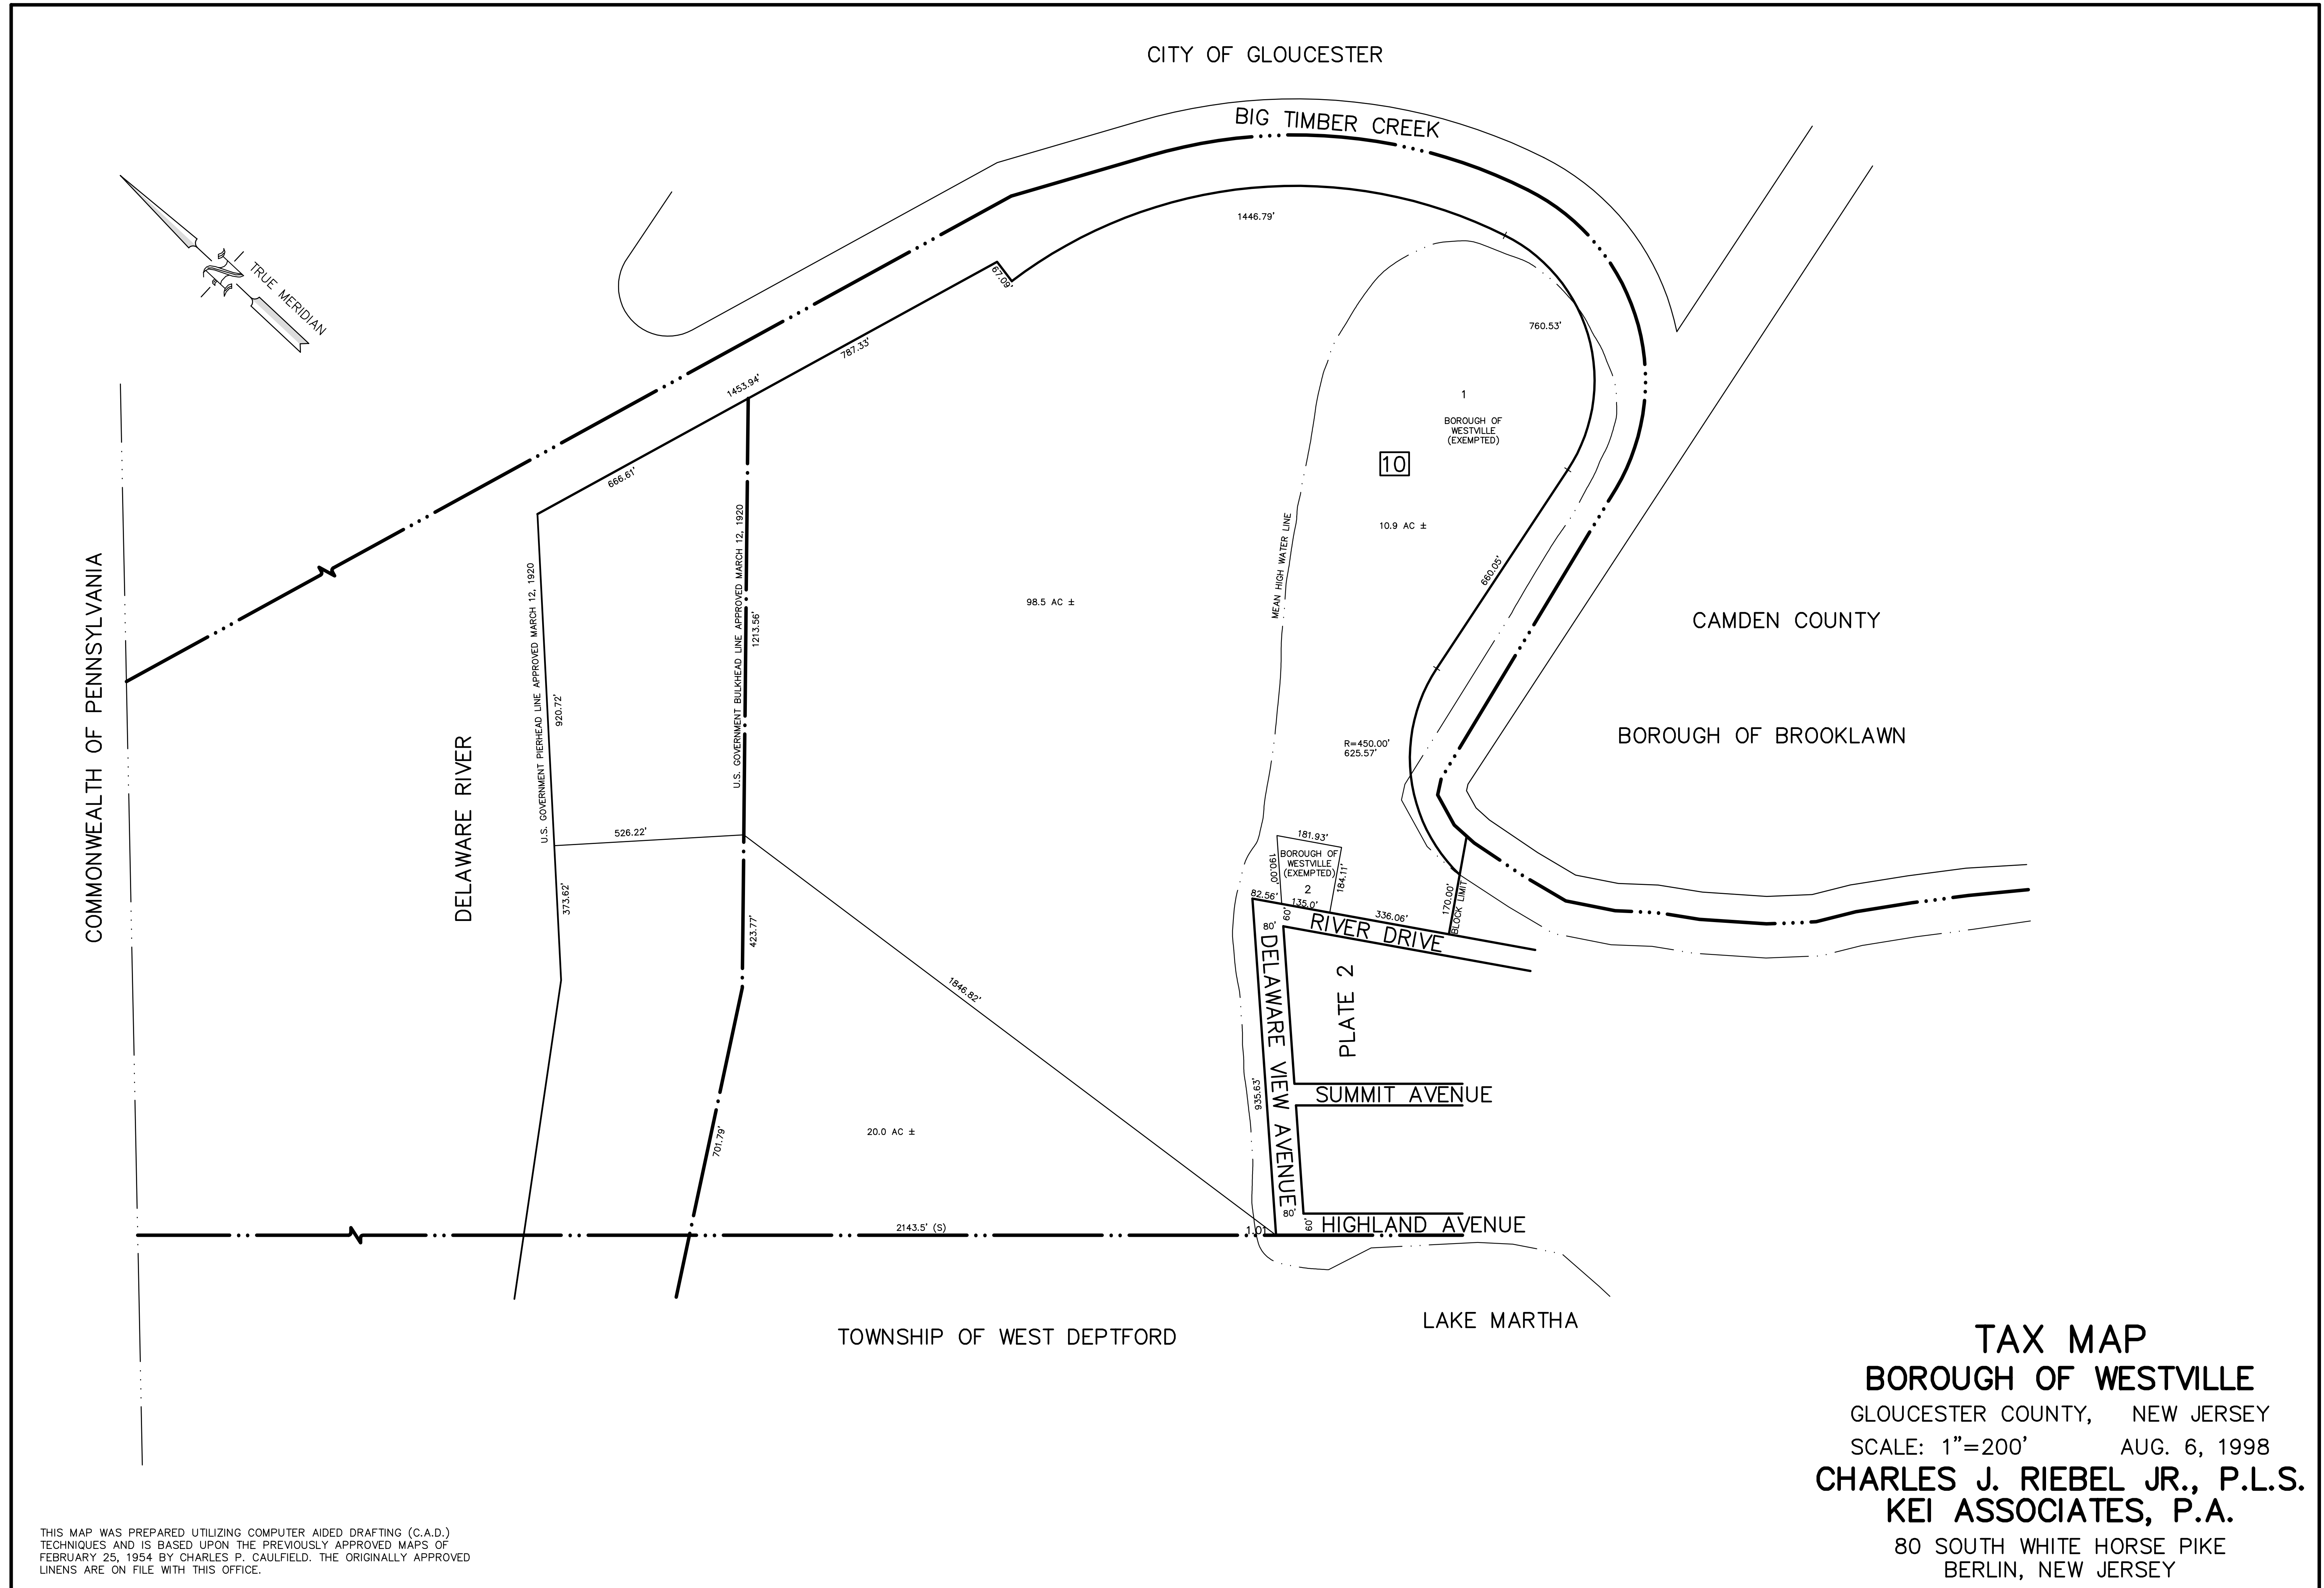 CITY OF GLOUCESTER
BIG TIMBER CREEK
1446.79'
TRUE MERIDIAN
67.09'
760.53'
787.33'
1453.94'
1
BOROUGH OF
WESTVILLE
(EXEMPTED)
10
666.61'
10.9 AC ±
MEAN HIGH WATER LINE
U.S. GOVERNMENT PIERHEAD LINE APPROVED MARCH 12, 1920
U.S. GOVERNMENT BULKHEAD LINE APPROVED MARCH 12, 1920
1213.56'
98.5 AC ±
660.05'
CAMDEN COUNTY
COMMONWEALTH OF PENNSYLVANIA
DELAWARE RIVER
920.72'
BOROUGH OF BROOKLAWN
R=450.00'
625.57'
526.22'
181.93'
190.00'
BOROUGH OF
WESTVILLE
(EXEMPTED)
2
184.11'
82.56'
135.0'
60'
336.06'
170.00'
BLOCK LIMIT
373.62'
423.77'
80'
RIVER DRIVE
DELAWARE VIEW AVENUE
PLATE 2
1846.82'
935.63'
SUMMIT AVENUE
20.0 AC ±
701.79'
80'
60'
HIGHLAND AVENUE
2143.5' (S)
1.01
LAKE MARTHA
TOWNSHIP OF WEST DEPTFORD
TAX MAP
BOROUGH OF WESTVILLE
GLOUCESTER COUNTY, NEW JERSEY
SCALE: 1"=200' AUG. 6, 1998
CHARLES J. RIEBEL JR., P.L.S.
KEI ASSOCIATES, P.A.
80 SOUTH WHITE HORSE PIKE
BERLIN, NEW JERSEY
THIS MAP WAS PREPARED UTILIZING COMPUTER AIDED DRAFTING (C.A.D.)
TECHNIQUES AND IS BASED UPON THE PREVIOUSLY APPROVED MAPS OF
FEBRUARY 25, 1954 BY CHARLES P. CAULFIELD. THE ORIGINALLY APPROVED
LINENS ARE ON FILE WITH THIS OFFICE.